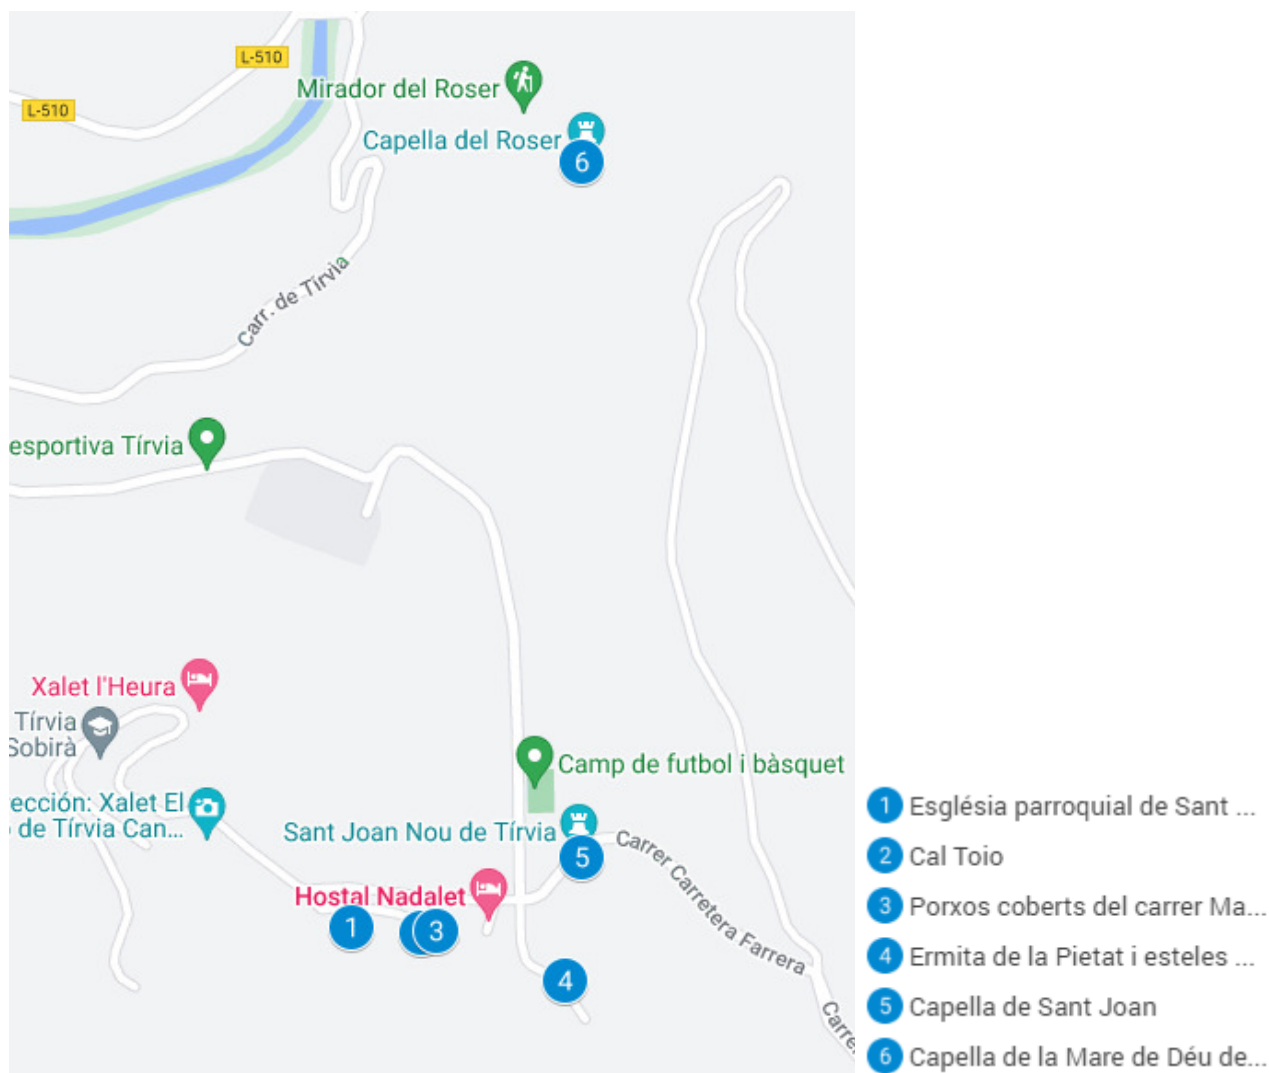 L-510
L-510
Mirador del Roser
Capella del Roser
6
Carr. de Tírvia
esportiva Tírvia
Xalet l'Heura
Tírvia
Sobirà
Camp de futbol i bàsquet
ección: Xalet El
de Tírvia Can...
Sant Joan Nou de Tírvia
5
Carrer Carretera Farrera
Hostal Nadalet
1
3
4
Carre
1 Església parroquial de Sant ...
2 Cal Toio
3 Porxos coberts del carrer Ma...
4 Ermita de la Pietat i esteles ...
5 Capella de Sant Joan
6 Capella de la Mare de Déu de...